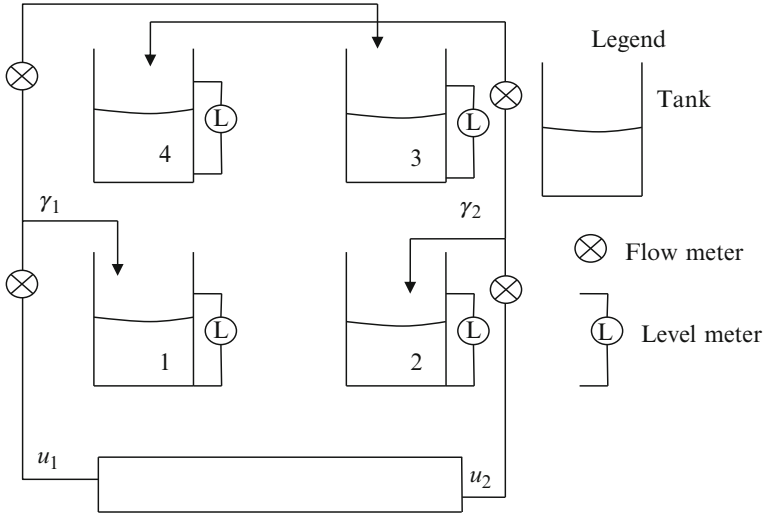 Legend
Tank
L
L
4
3
γ1
γ2
Flow meter
L
L
L
Level meter
1
2
u1
u2